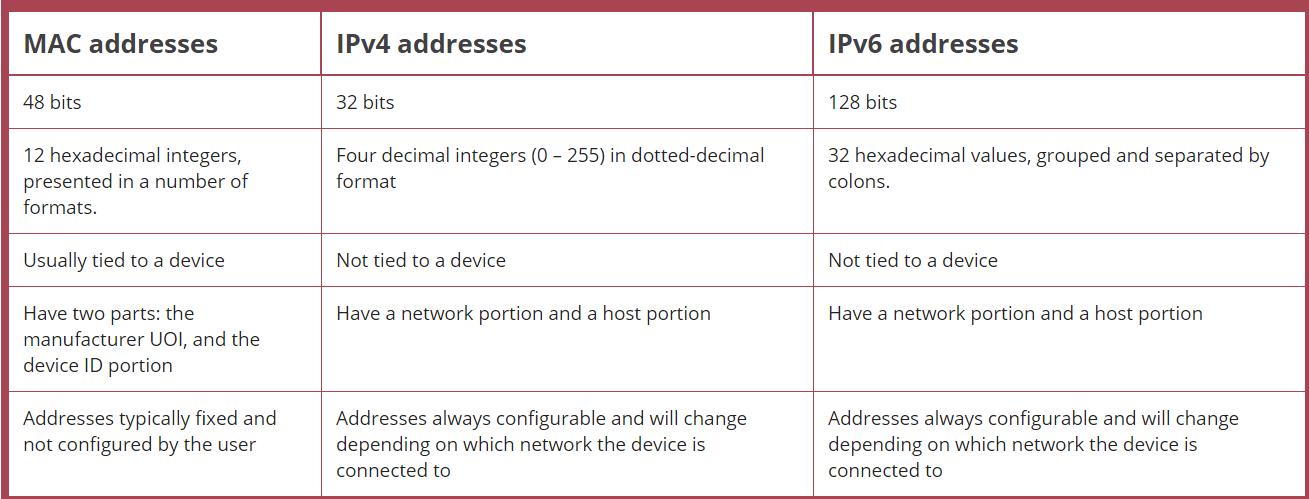 MAC addresses
IPv4 addresses
IPv6 addresses
48 bits
32 bits
128 bits
12 hexadecimal integers,
presented in a number of
formats.
Four decimal integers (0 – 255) in dotted-decimal
format
32 hexadecimal values, grouped and separated by
colons.
Usually tied to a device
Not tied to a device
Not tied to a device
Have two parts: the
manufacturer UOI, and the
device ID portion
Have a network portion and a host portion
Have a network portion and a host portion
Addresses typically fixed and
not configured by the user
Addresses always configurable and will change
depending on which network the device is
connected to
Addresses always configurable and will change
depending on which network the device is
connected to